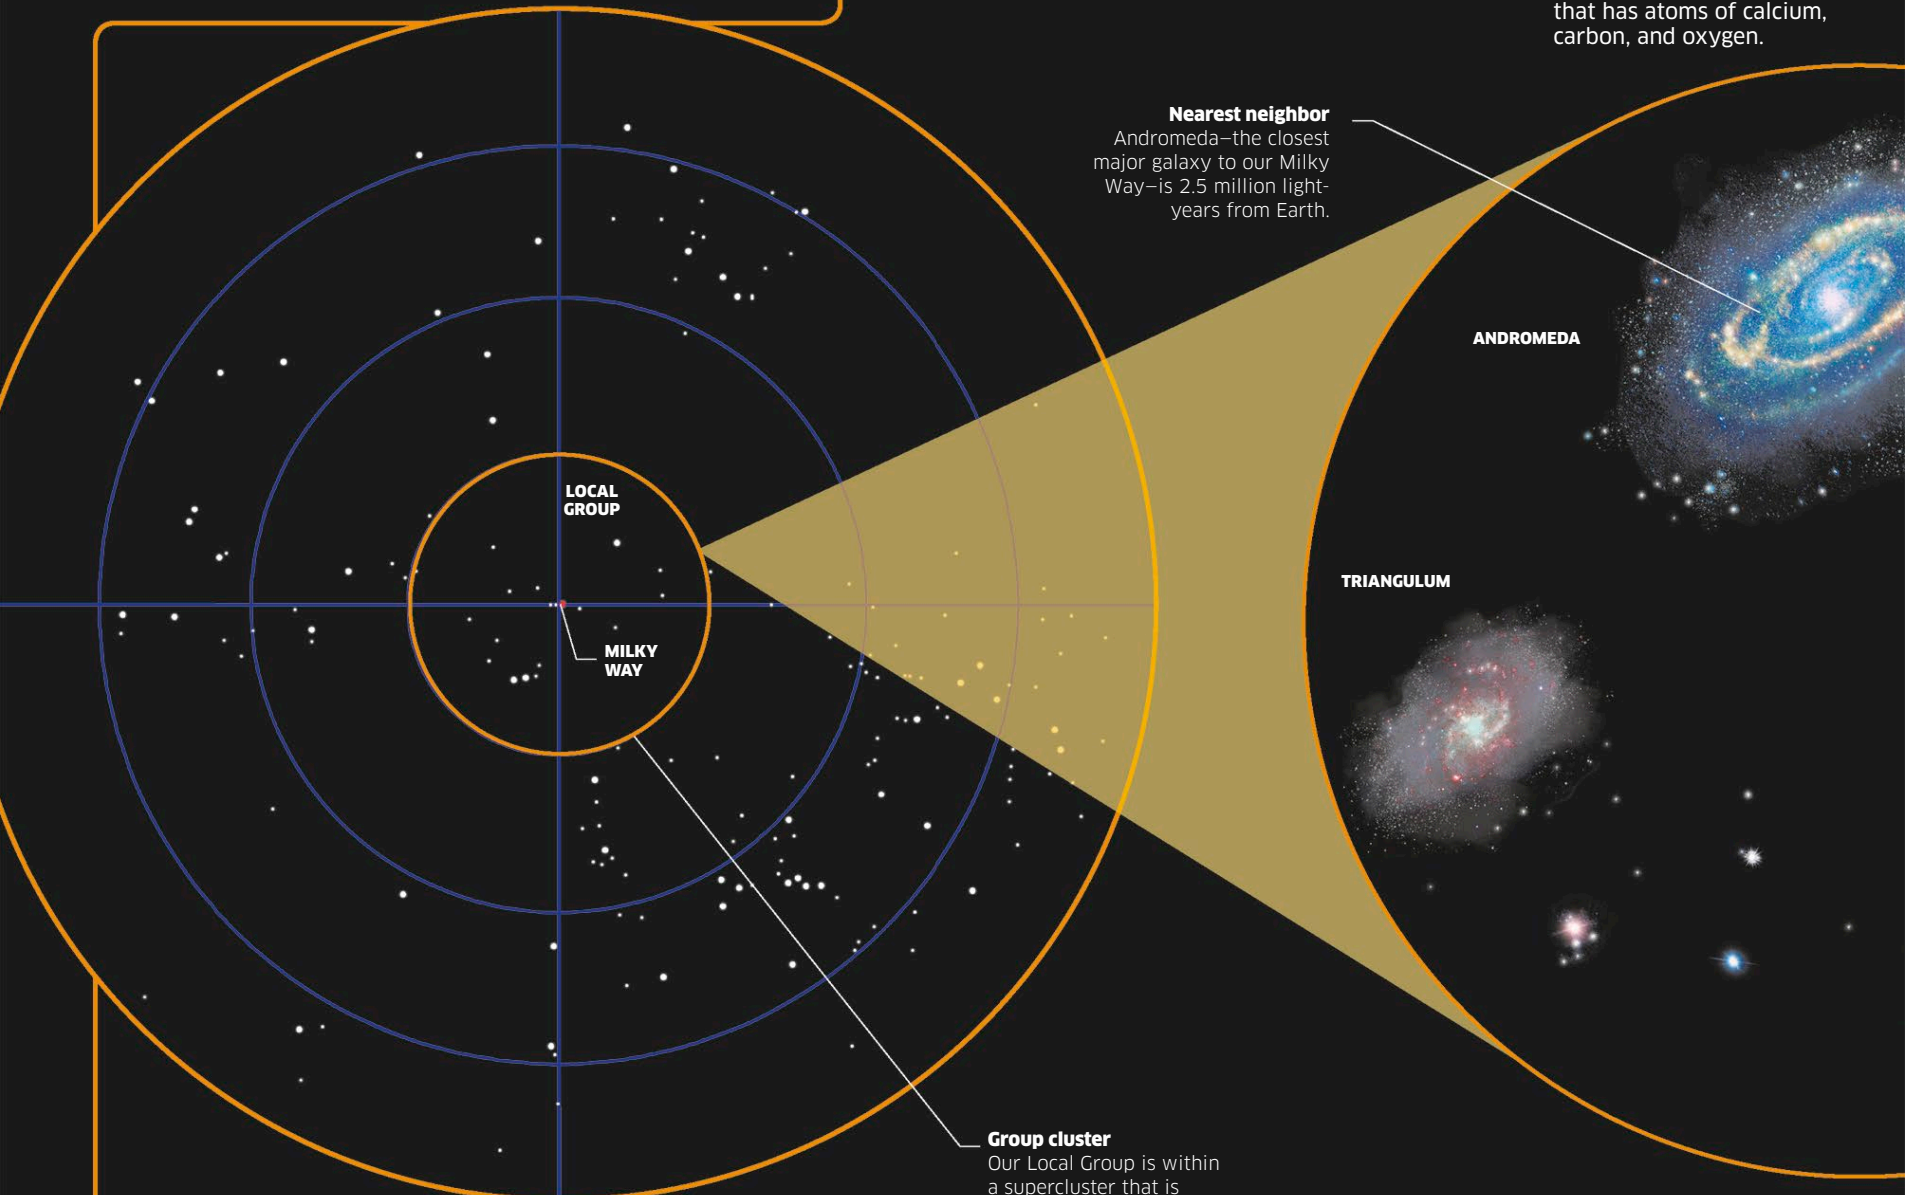 that has atoms of calcium,
carbon, and oxygen.
Nearest neighbor
Andromeda—the closest
major galaxy to our Milky
Way—is 2.5 million light-
years from Earth.
ANDROMEDA
LOCAL
GROUP
TRIANGULUM
MILKY
WAY
Group cluster
Our Local Group is within
a supercluster that is